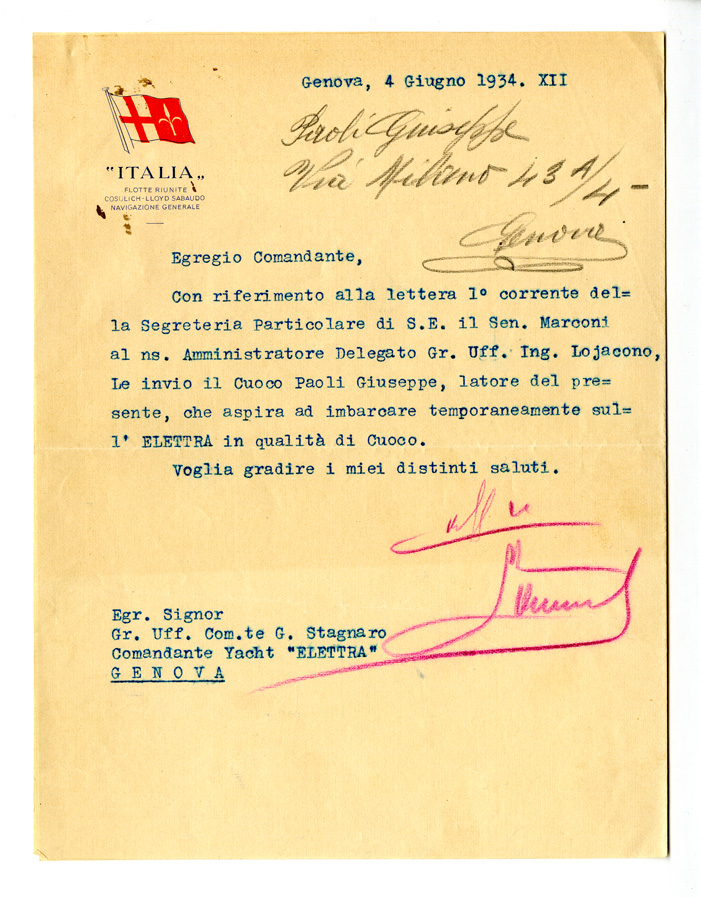 Genova, 4 Giugno 1934. XII
Paoli Giuseppe
Via Milano 43 A/4-
Genova
"ITALIA„
FLOTTE RIUNITE
COSULICH-LLOYD SABAUDO
NAVIGAZIONE GENERALE
Egregio Comandante,
Con riferimento alla lettera 1° corrente del=
la Segreteria Particolare di S.E. il Sen. Marconi
al ns. Amministratore Delegato Gr. Uff. Ing. Lojacono,
Le invio il Cuoco Paoli Giuseppe, latore del pre=
sente, che aspira ad imbarcare temporaneamente sul=
l' ELETTRA in qualità di Cuoco.
Voglia gradire i miei distinti saluti.
Egr. Signor
Gr. Uff. Com.te G. Stagnaro
Comandante Yacht "ELETTRA"
G E N O V A